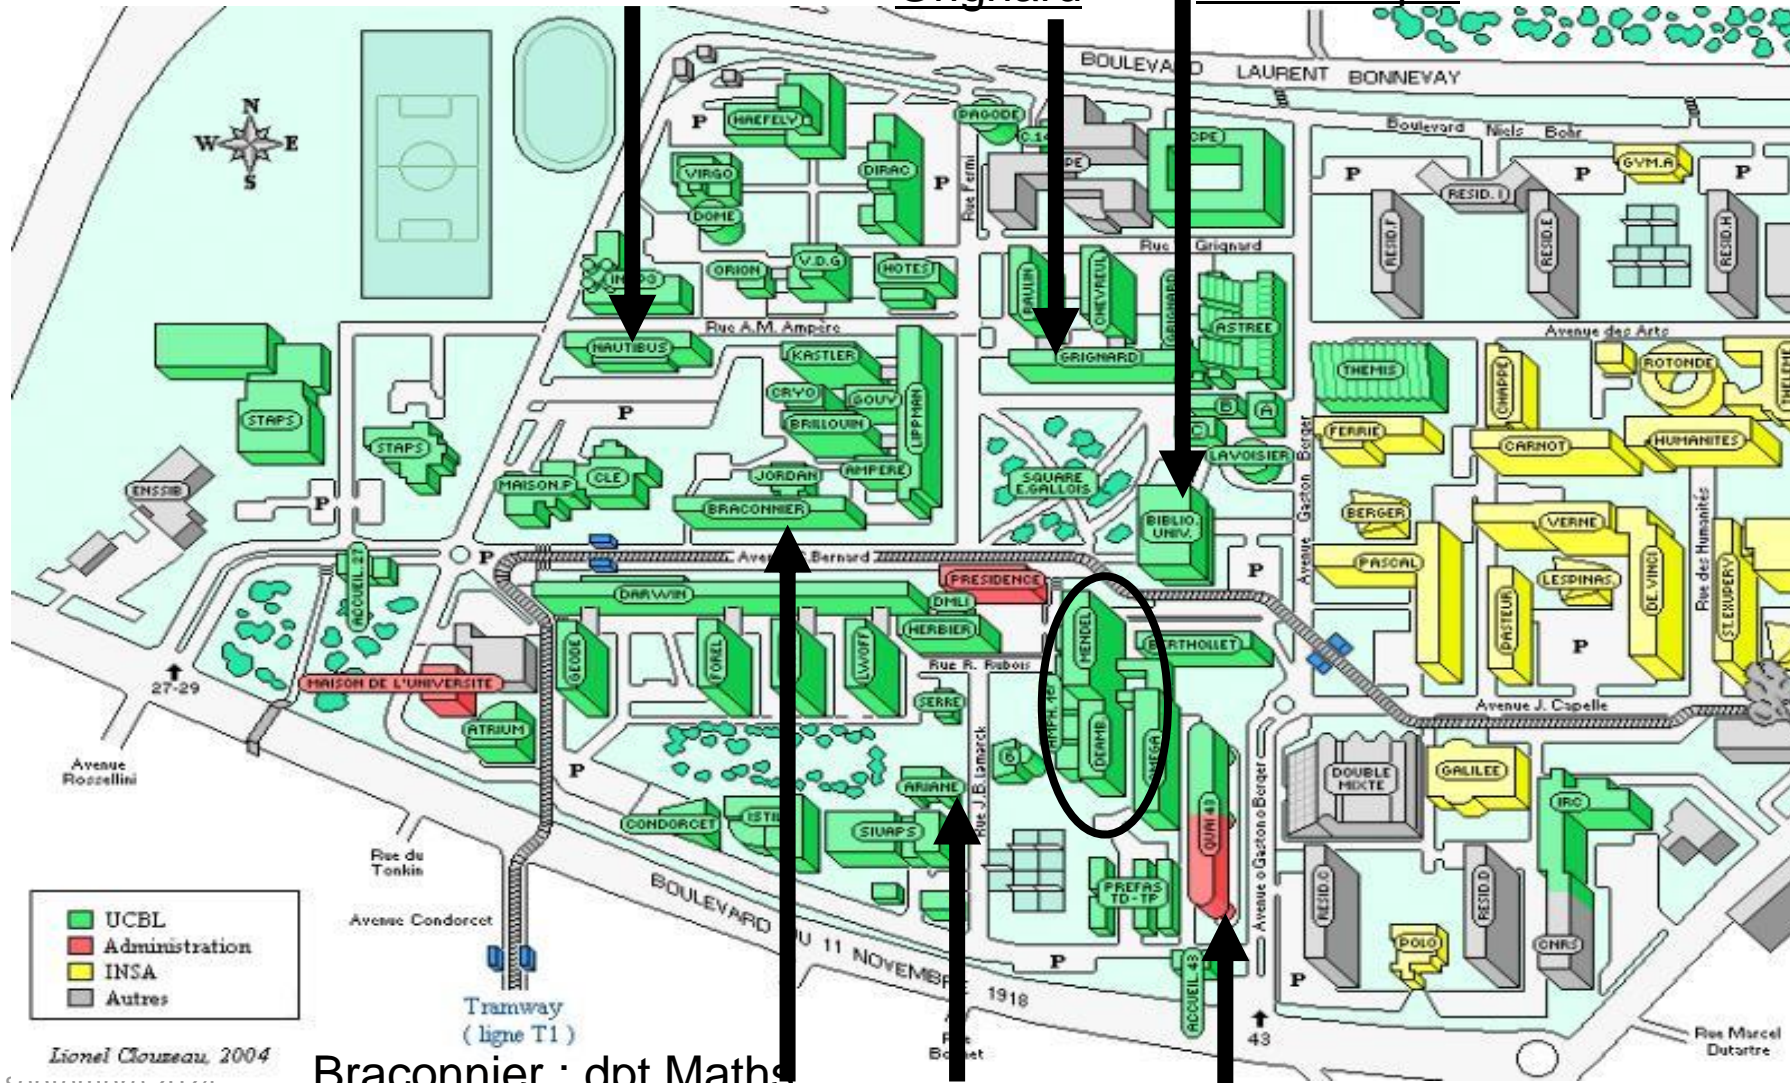 Grignard
BOULEVARD LAURENT BONNEVAY
Boulevard Niels Bohr
N
W E
S
P
HAEFELY
PAGODE
CPE
GYM.A
P
VIRGO
DIRAC
P
RESID. I
P
P
DOME
Rue Fermi
RESID.F
RESID.E
RESID.H
Rue Grignard
ORION
V.D.G
HOTES
RAULIN
CHEVREUL
GRIGNARD
ASTREE
Rue A.M. Ampère
Avenue des Arts
NAUTIBUS
KASTLER
GRIGNARD
THEMIS
CHAPPE
ROTONDE
CRYO
GOUY
LIPPMAN
STAPS
P
BRILLOUIN
B
A
C
FERRIE
CARNOT
HUMANITES
STAPS
AMPERE
LAVOISIER
Avenue Gaston Berger
ENSSIB
MAISON.P
CLE
JORDAN
SQUARE
E.GALLOIS
P
BRACONNIER
BIBLIO.
UNIV.
BERGER
VERNE
Rue des Humanités
ACCUEIL 27
P
Bernard
P
PASCAL
LESPINAS.
DE.VINCI
ST.EXUPERY
PRESIDENCE
DARWIN
DMLI
HERBIER
MENDEL
BERTHOLLET
PASTEUR
P
Rue R. Rubois
GEODE
FOREL
LWOFF
27-29
MAISON DE L'UNIVERSITE
SERRE
Avenue J. Capelle
ATRIUM
DEAMB.
MEGA
Avenue
Rossellini
P
Rue J.B.Lamarck
6
DOUBLE
MIXTE
GALILEE
ARIANE
IRC
CONDORCET
SIUAPS
QUAI 43
Avenue Gaston Berger
Rue du
Tonkin
PREFAS
TD-TP
RESID.C
RESID.D
UCBL
Administration
INSA
Autres
Avenue Condorcet
BOULEVARD DU 11 NOVEMBRE 1918
P
POLO
CNRS
ACCUEIL 43
P
Tramway
( ligne T1 )
43
Rue Marcel
Dutartre
Lionel Clouzeau, 2004
Braconnier : dpt Maths